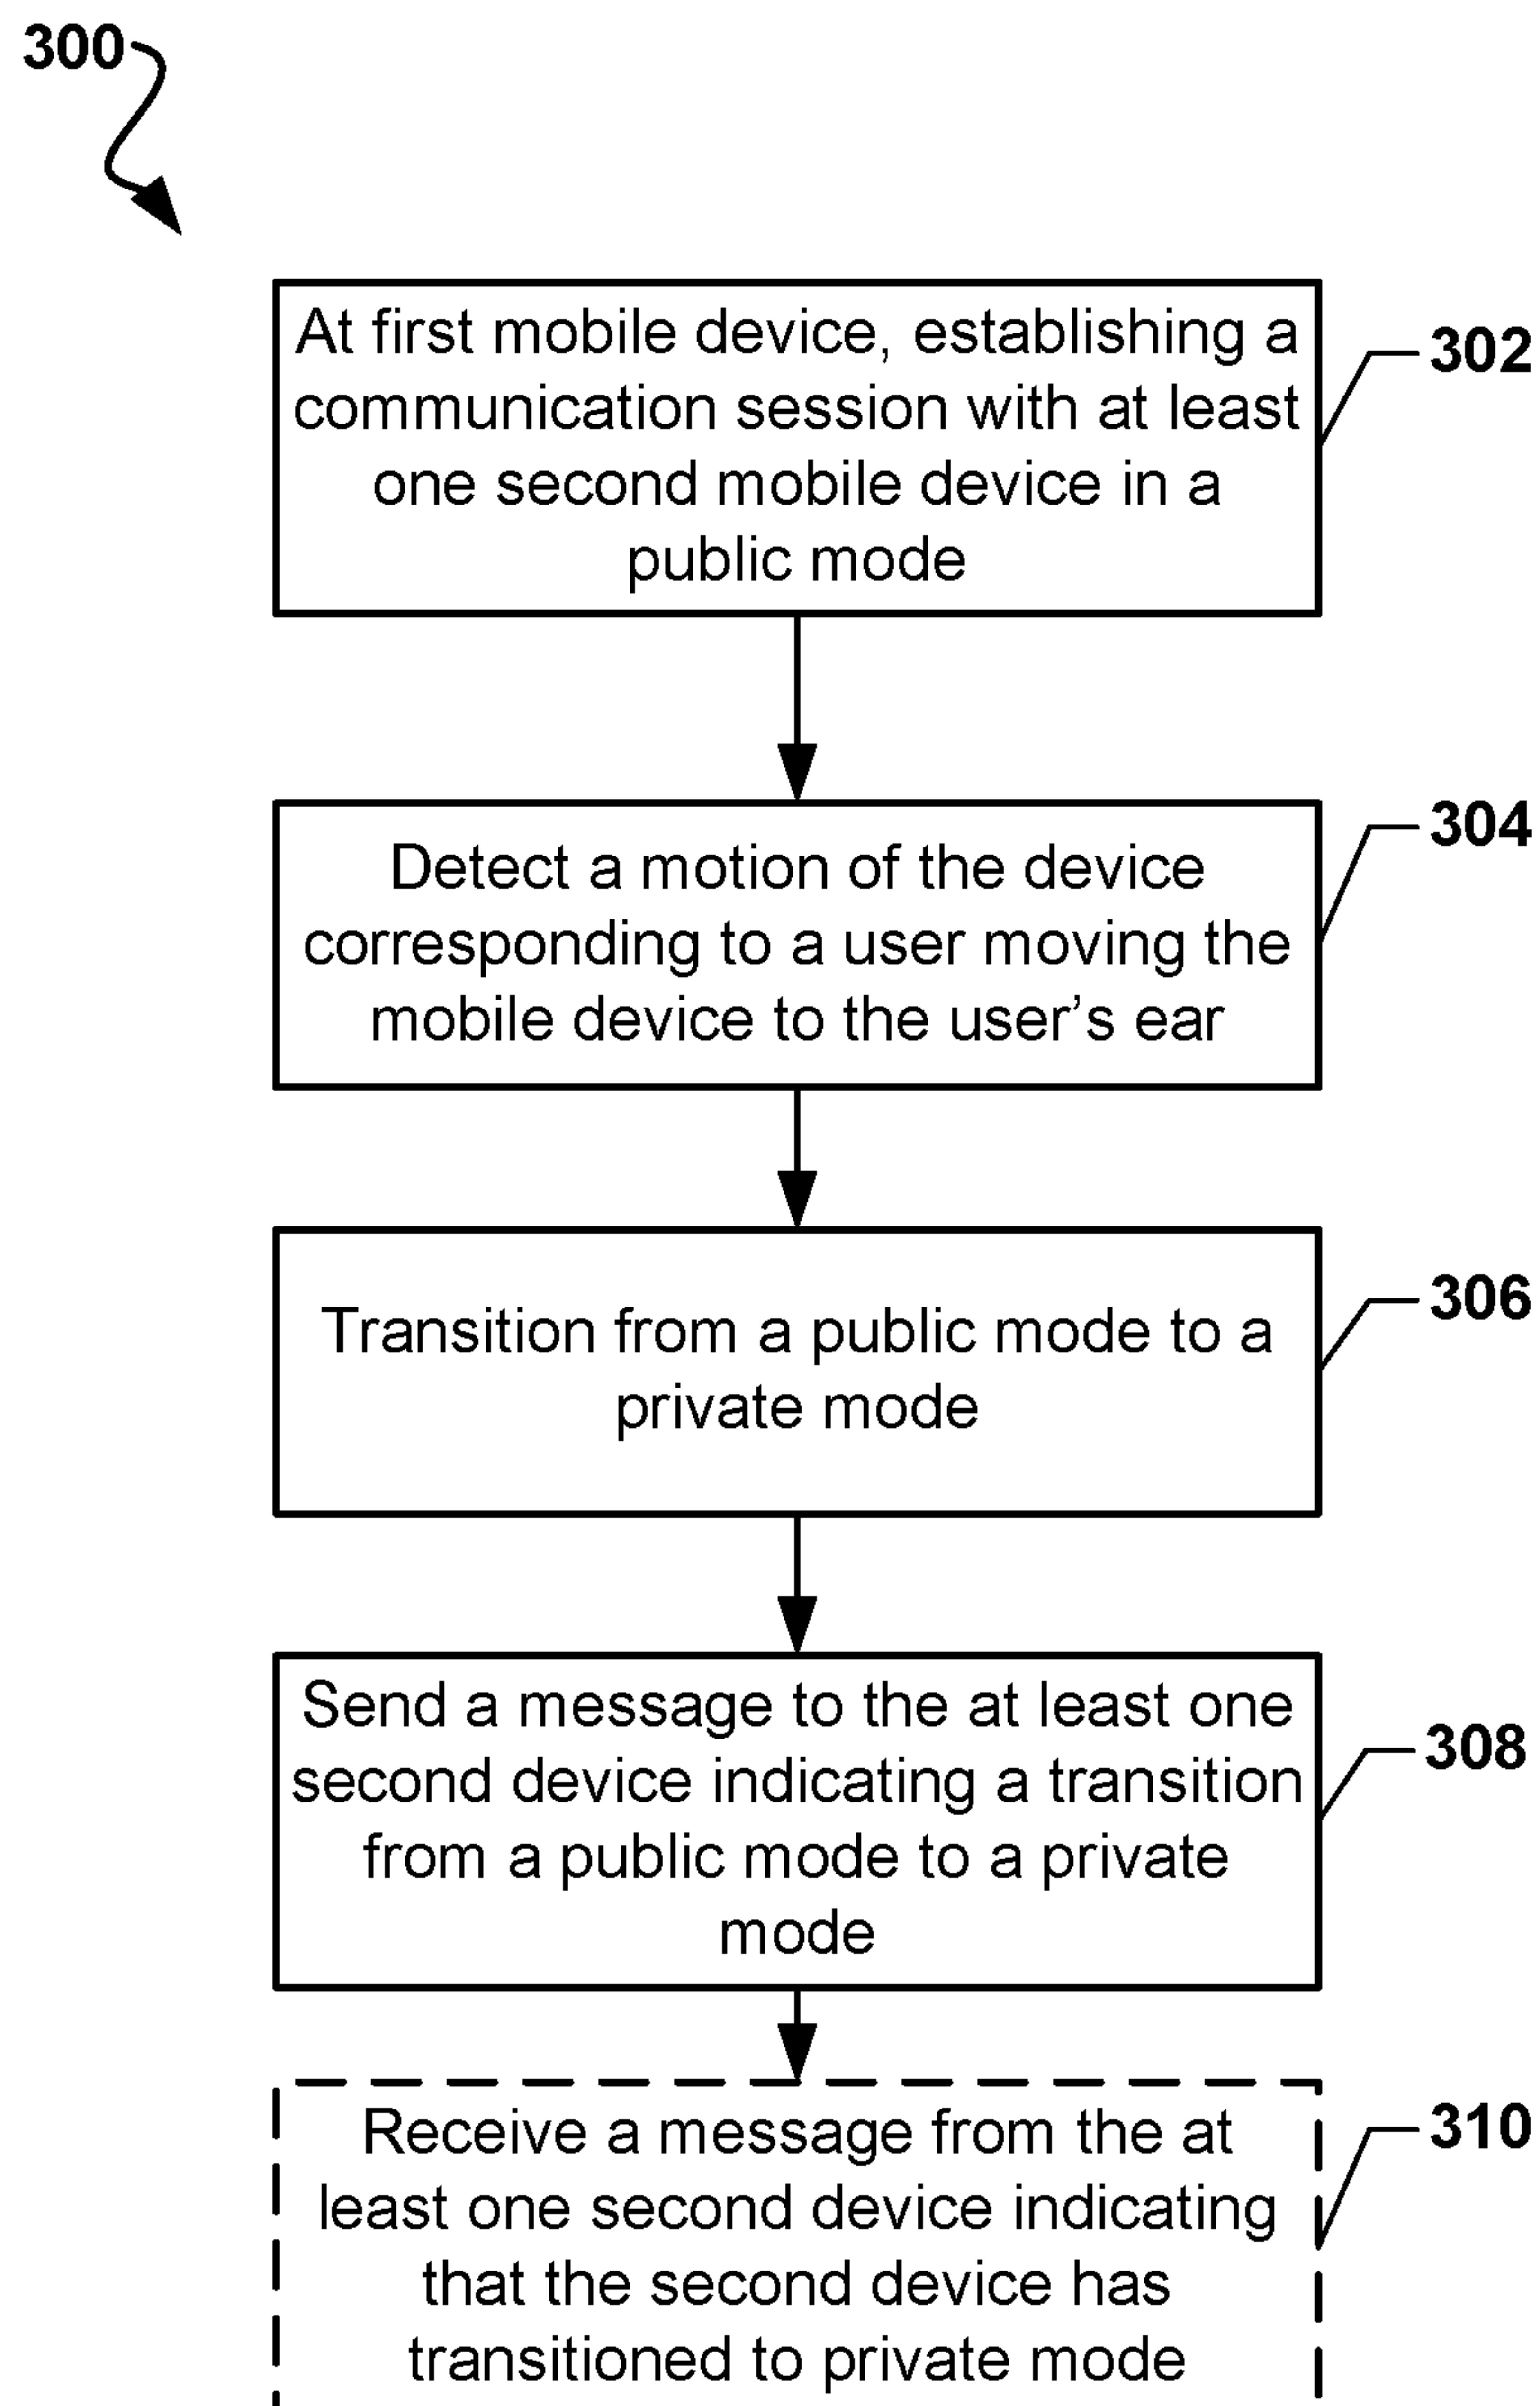 300
At first mobile device, establishing a
communication session with at least
one second mobile device in a
public mode
302
Detect a motion of the device
corresponding to a user moving the
mobile device to the user's ear
304
Transition from a public mode to a
private mode
306
Send a message to the at least one
second device indicating a transition
from a public mode to a private
mode
308
Receive a message from the at
least one second device indicating
that the second device has
transitioned to private mode
310